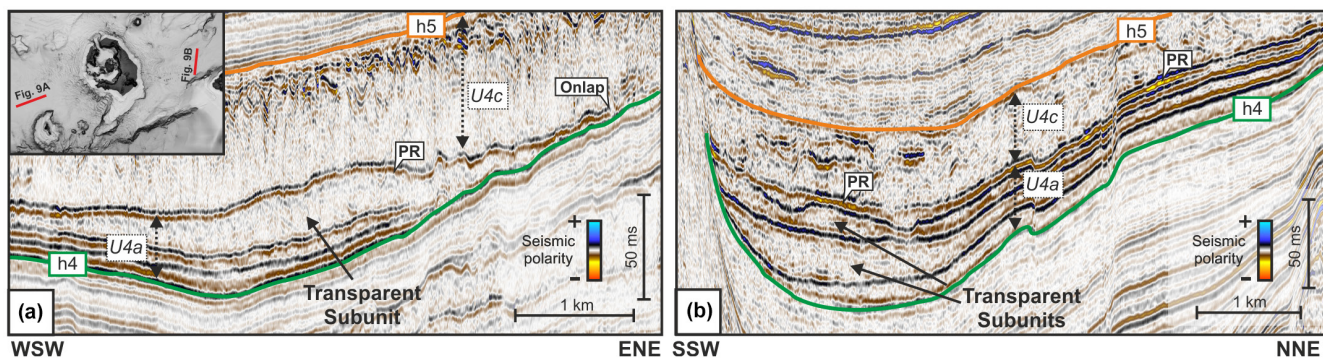 Fig. 9A
Fig. 9B
h5
U4c
Onlap
PR
U4a
h4
Transparent
Subunit
+
Seismic
polarity
-
50 ms
1 km
(a)
WSW
ENE
h5
PR
U4c
h4
U4a
PR
Transparent
Subunits
+
Seismic
polarity
-
50 ms
1 km
(b)
SSW
NNE